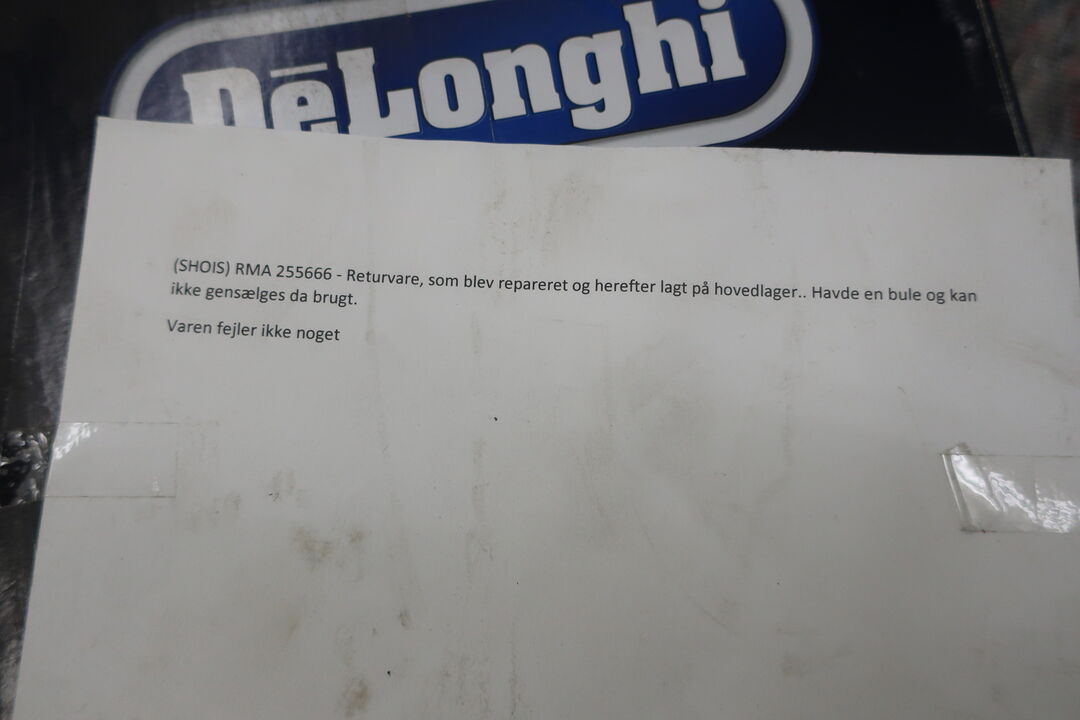 DeLonghi
(SHOIS) RMA 255666 - Returvare, som blev repareret og herefter lagt på hovedlager.. Havde en bule og kan
ikke gensælges da brugt.
Varen fejler ikke noget